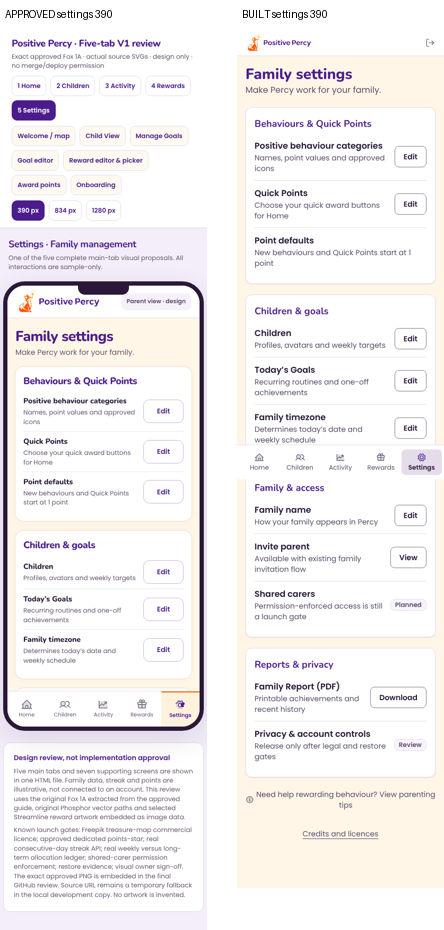 APPROVED settings 390
Positive Percy · Five-tab V1 review
Exact approved Fox 1A · actual source SVGs · design only ·
no merge/deploy permission
1 Home
2 Children
3 Activity
4 Rewards
5 Settings
Welcome / map
Child View
Manage Goals
Goal editor
Reward editor & picker
Award points
Onboarding
390 px
834 px
1280 px
Settings · Family management
One of the five complete main-tab visual proposals. All
interactions are sample-only.
Positive Percy
Parent view · design
Family settings
Make Percy work for your family.
Behaviours & Quick Points
Positive behaviour categories
Names, point values and approved
icons
Edit
Quick Points
Choose your quick award buttons
for Home
Edit
Point defaults
New behaviours and Quick Points
start at 1 point
Edit
Children & goals
Children
Profiles, avatars and weekly targets
Edit
Today's Goals
Recurring routines and one-off
achievements
Edit
Family timezone
Determines today's date and
weekly schedule
Edit
Home
Children
Activity
Rewards
Settings
Design review, not implementation approval
Five main tabs and seven supporting screens are shown
in one HTML file. Family data, streak and points are
illustrative, not connected to an account. This review
uses the original Fox 1A extracted from the approved
guide, original Phosphor vector paths and selected
Streamline reward artwork embedded as image data.
Known launch gates: Freepik treasure-map commercial
licence; approved dedicated points-star; real
consecutive-day streak API; real weekly versus long-
term allocation ledger; shared-carer permission
enforcement; restore evidence; visual owner sign-off.
The exact approved PNG is embedded in the final
GitHub review. Source URL remains a temporary fallback
in the local development copy. No artwork is invented.
BUILT settings 390
Positive Percy
Family settings
Make Percy work for your family.
Behaviours & Quick Points
Positive behaviour categories
Names, point values and approved
icons
Edit
Quick Points
Choose your quick award buttons
for Home
Edit
Point defaults
New behaviours and Quick Points start at 1
point
Children & goals
Children
Profiles, avatars and weekly targets
Edit
Today's Goals
Recurring routines and one-off
achievements
Edit
Family timezone
Determines today's date and
weekly schedule
Edit
Home
Children
Activity
Rewards
Settings
Family & access
Family name
How your family appears in Percy
Edit
Invite parent
Available with existing family
invitation flow
View
Shared carers
Permission-enforced access is still
a launch gate
Planned
Reports & privacy
Family Report (PDF)
Printable achievements and
recent history
Download
Privacy & account controls
Release only after legal and restore
gates
Review
Need help rewarding behaviour? View parenting
tips
Credits and licences